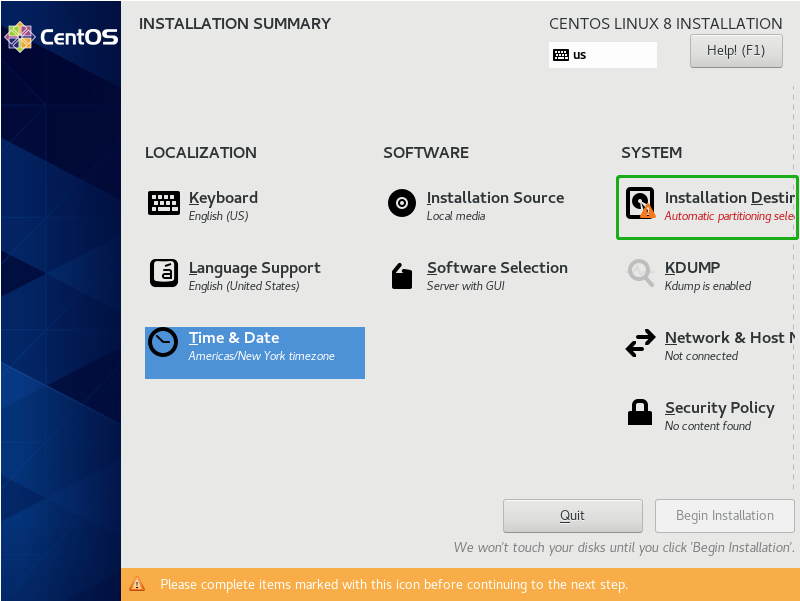 CentOS
INSTALLATION SUMMARY
CENTOS LINUX 8 INSTALLATION
us
Help! (F1)
LOCALIZATION
Keyboard
English (US)
Language Support
English (United States)
Time & Date
Americas/New York timezone
SOFTWARE
Installation Source
Local media
Software Selection
Server with GUI
SYSTEM
Installation Destin
Automatic partitioning sele
KDUMP
Kdump is enabled
Network & Host N
Not connected
Security Policy
No content found
Quit
Begin Installation
We won't touch your disks until you click 'Begin Installation'.
Please complete items marked with this icon before continuing to the next step.